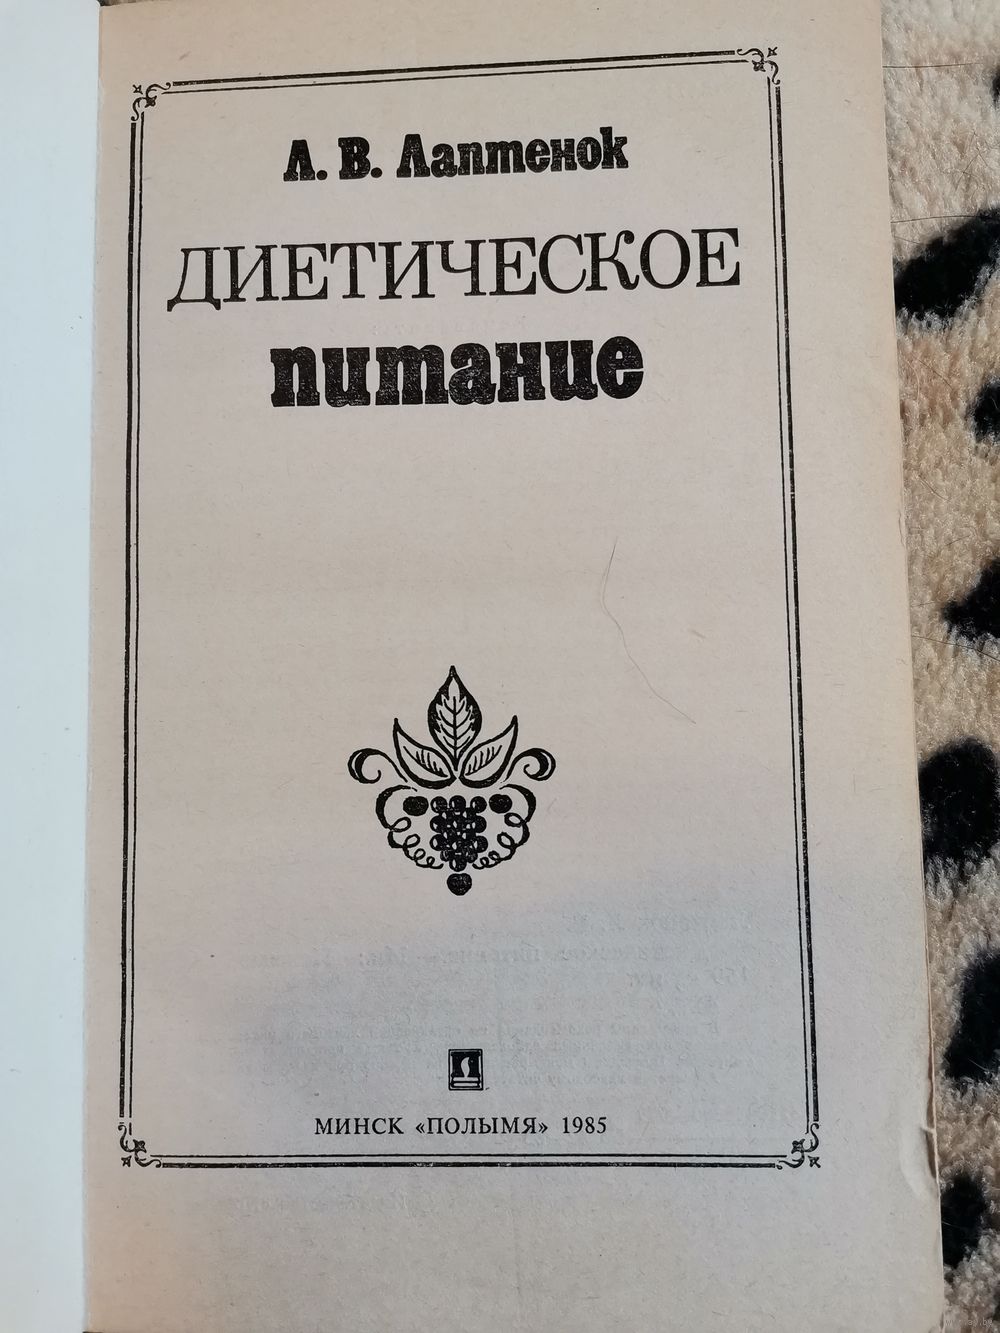 Л. В. Лаптенок
ДИЕТИЧЕСКОЕ
питание
МИНСК «ПОЛЫМЯ» 1985